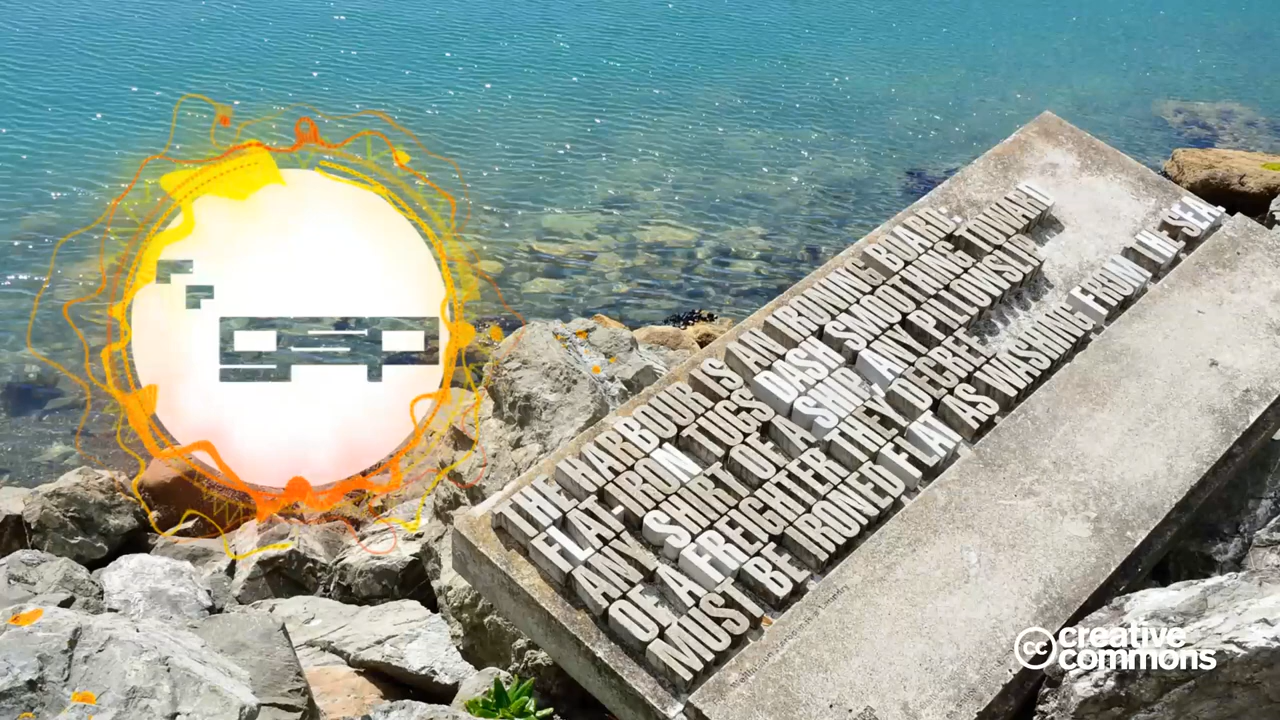 THE HARBOUR IS AN IRONING BOARD:
FLAT-IRON TUGS DASH SMOOTHING TOWARD
ANY SHIRT OF A SHIP, ANY PILLOWSLIP
OF A FREIGHTER THEY DECREE
MUST BE IRONED FLAT AS WASHING FROM THE SEA.
cc creative
commons